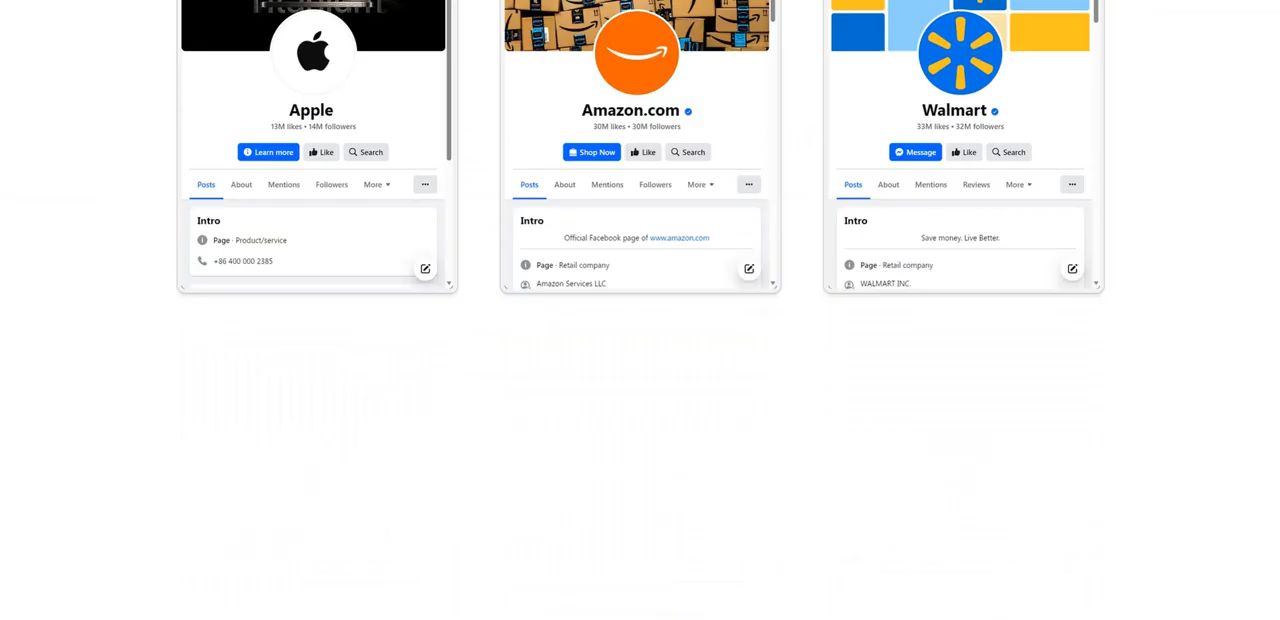 Apple
13M likes • 14M followers
Learn more
Like
Search
Posts
About
Mentions
Followers
More
Intro
Page · Product/service
+86 400 000 2385
Amazon.com
30M likes • 30M followers
Shop Now
Like
Search
Posts
About
Mentions
Followers
More
Intro
Official Facebook page of www.amazon.com
Page · Retail company
Amazon Services LLC
Walmart
33M likes • 32M followers
Message
Like
Search
Posts
About
Mentions
Reviews
More
Intro
Save money. Live Better.
Page · Retail company
WALMART INC.